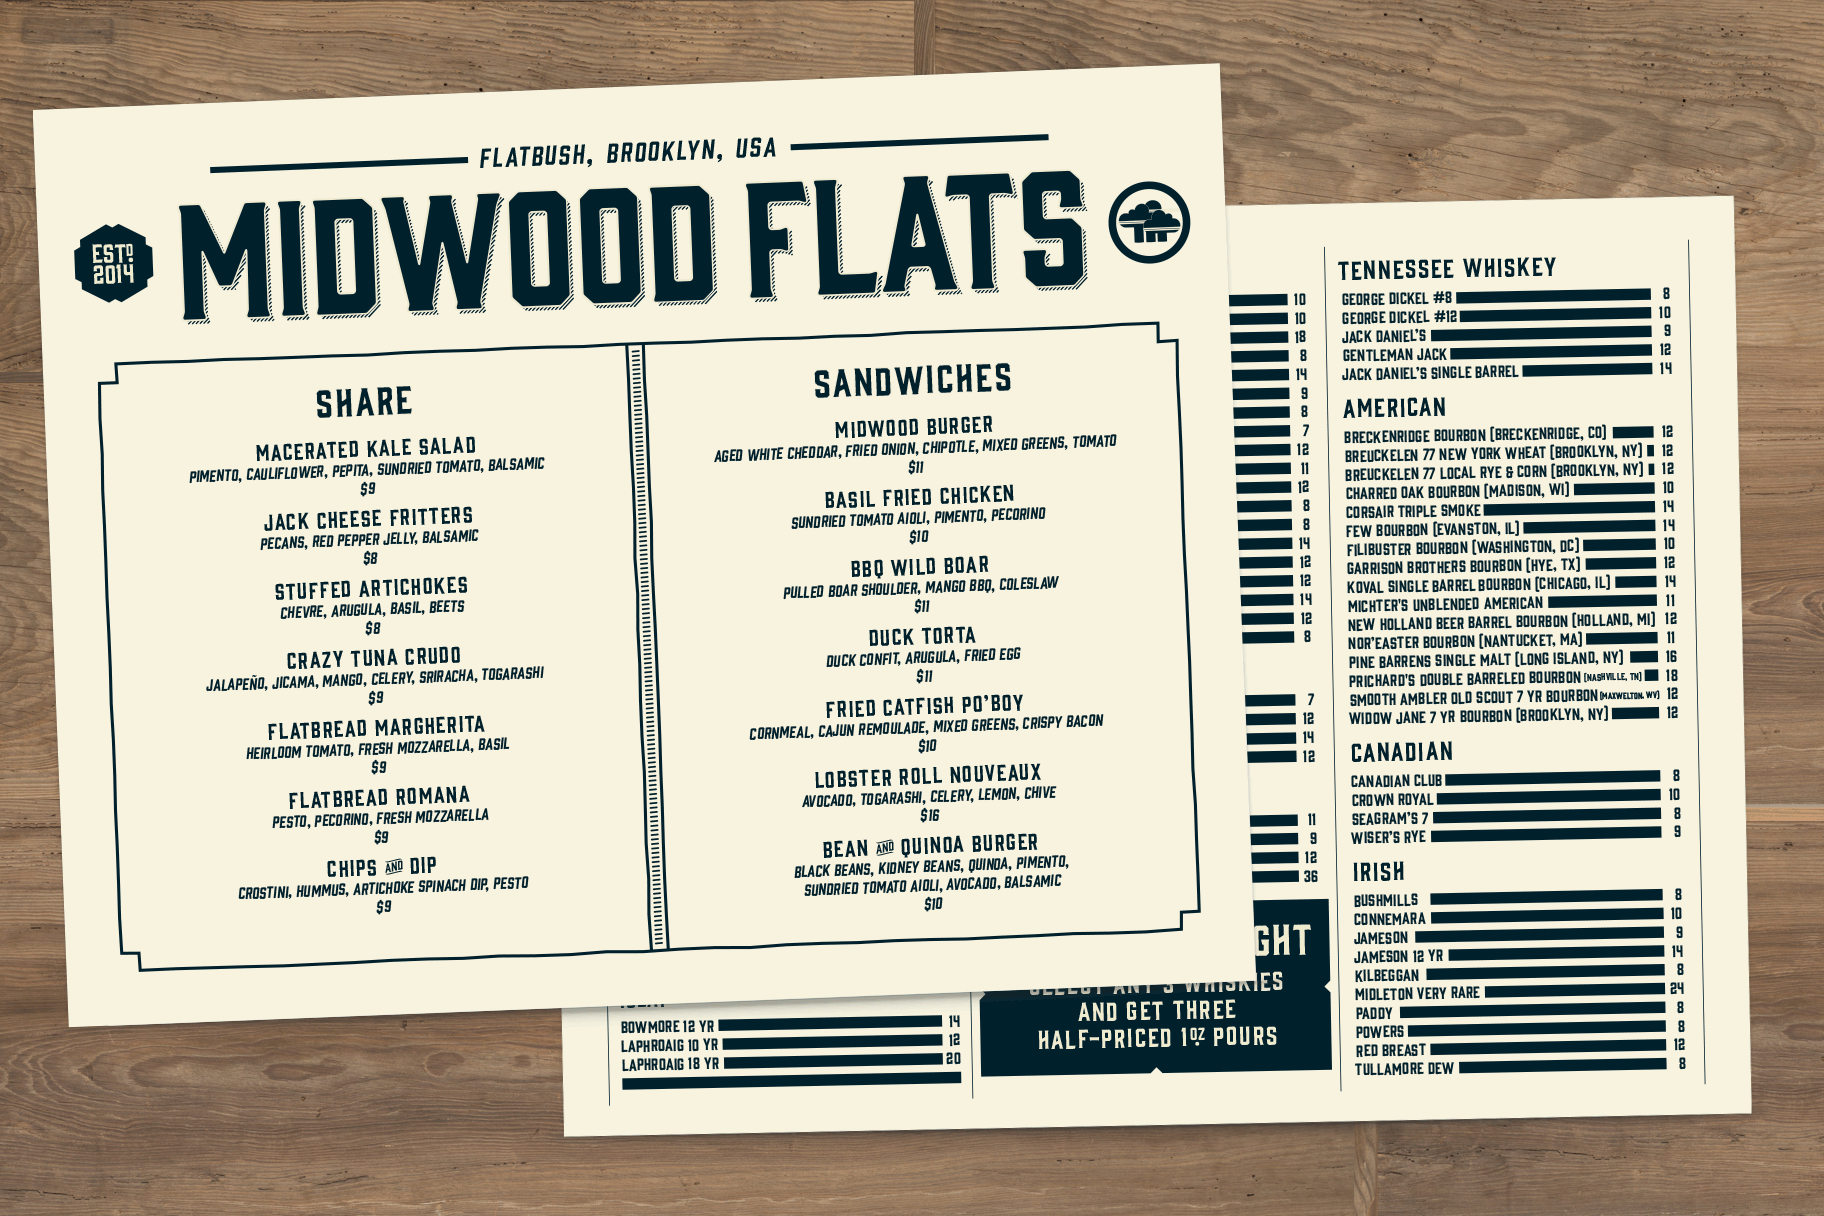 FLATBUSH, BROOKLYN, USA
MIDWOOD FLATS
ESTD
2014
SHARE
MACERATED KALE SALAD
PIMENTO, CAULIFLOWER, PEPITA, SUNDRIED TOMATO, BALSAMIC
$9
JACK CHEESE FRITTERS
PECANS, RED PEPPER JELLY, BALSAMIC
$8
STUFFED ARTICHOKES
CHEVRE, ARUGULA, BASIL, BEETS
$8
CRAZY TUNA CRUDO
JALAPEÑO, JICAMA, MANGO, CELERY, SRIRACHA, TOGARASHI
$9
FLATBREAD MARGHERITA
HEIRLOOM TOMATO, FRESH MOZZARELLA, BASIL
$9
FLATBREAD ROMANA
PESTO, PECORINO, FRESH MOZZARELLA
$9
CHIPS AND DIP
CROSTINI, HUMMUS, ARTICHOKE SPINACH DIP, PESTO
$9
SANDWICHES
MIDWOOD BURGER
AGED WHITE CHEDDAR, FRIED ONION, CHIPOTLE, MIXED GREENS, TOMATO
$11
BASIL FRIED CHICKEN
SUNDRIED TOMATO AIOLI, PIMENTO, PECORINO
$10
BBQ WILD BOAR
PULLED BOAR SHOULDER, MANGO BBQ, COLESLAW
$11
DUCK TORTA
DUCK CONFIT, ARUGULA, FRIED EGG
$11
FRIED CATFISH PO'BOY
CORNMEAL, CAJUN REMOULADE, MIXED GREENS, CRISPY BACON
$10
LOBSTER ROLL NOUVEAUX
AVOCADO, TOGARASHI, CELERY, LEMON, CHIVE
$16
BEAN AND QUINOA BURGER
BLACK BEANS, KIDNEY BEANS, QUINOA, PIMENTO,
SUNDRIED TOMATO AIOLI, AVOCADO, BALSAMIC
$10
BOWMORE 12 YR 14
LAPHROAIG 10 YR 12
LAPHROAIG 18 YR 20
10
10
18
8
14
9
8
7
12
11
12
8
8
14
12
12
14
12
8
7
12
14
12
11
9
12
36
GHT
SELECT ANY 3 WHISKIES
AND GET THREE
HALF-PRICED 1OZ POURS
TENNESSEE WHISKEY
GEORGE DICKEL #8 8
GEORGE DICKEL #12 10
JACK DANIEL'S 9
GENTLEMAN JACK 12
JACK DANIEL'S SINGLE BARREL 14
AMERICAN
BRECKENRIDGE BOURBON (BRECKENRIDGE, CO) 12
BREUCKELEN 77 NEW YORK WHEAT (BROOKLYN, NY) 12
BREUCKELEN 77 LOCAL RYE & CORN (BROOKLYN, NY) 12
CHARRED OAK BOURBON (MADISON, WI) 10
CORSAIR TRIPLE SMOKE 14
FEW BOURBON (EVANSTON, IL) 14
FILIBUSTER BOURBON (WASHINGTON, DC) 10
GARRISON BROTHERS BOURBON (HYE, TX) 12
KOVAL SINGLE BARREL BOURBON (CHICAGO, IL) 14
MICHTER'S UNBLENDED AMERICAN 11
NEW HOLLAND BEER BARREL BOURBON (HOLLAND, MI) 12
NOR'EASTER BOURBON (NANTUCKET, MA) 11
PINE BARRENS SINGLE MALT (LONG ISLAND, NY) 16
PRICHARD'S DOUBLE BARRELED BOURBON (NASHVILLE, TN) 18
SMOOTH AMBLER OLD SCOUT 7 YR BOURBON (MAXWELTON, WV) 12
WIDOW JANE 7 YR BOURBON (BROOKLYN, NY) 12
CANADIAN
CANADIAN CLUB 8
CROWN ROYAL 10
SEAGRAM'S 7 8
WISER'S RYE 9
IRISH
BUSHMILLS 8
CONNEMARA 10
JAMESON 9
JAMESON 12 YR 14
KILBEGGAN 8
MIDLETON VERY RARE 24
PADDY 8
POWERS 8
RED BREAST 12
TULLAMORE DEW 8